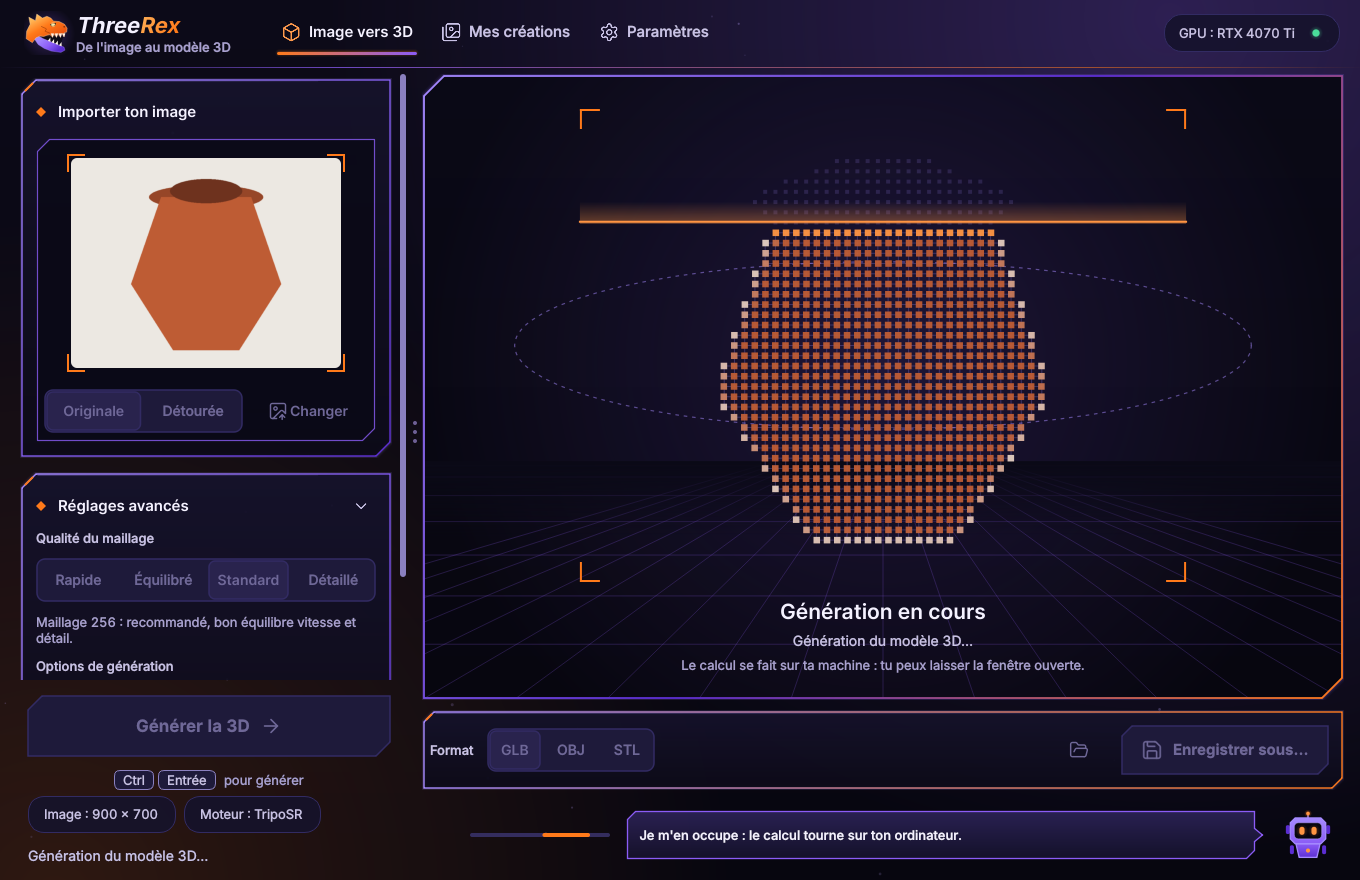 ThreeRex
De l'image au modèle 3D
Image vers 3D
Mes créations
Paramètres
GPU : RTX 4070 Ti
Importer ton image
Originale
Détourée
Changer
Réglages avancés
Qualité du maillage
Rapide
Équilibré
Standard
Détaillé
Maillage 256 : recommandé, bon équilibre vitesse et
détail.
Options de génération
Générer la 3D
Ctrl
Entrée
pour générer
Image : 900 × 700
Moteur : TripoSR
Génération du modèle 3D...
Génération en cours
Génération du modèle 3D...
Le calcul se fait sur ta machine : tu peux laisser la fenêtre ouverte.
Format
GLB
OBJ
STL
Enregistrer sous...
Je m'en occupe : le calcul tourne sur ton ordinateur.